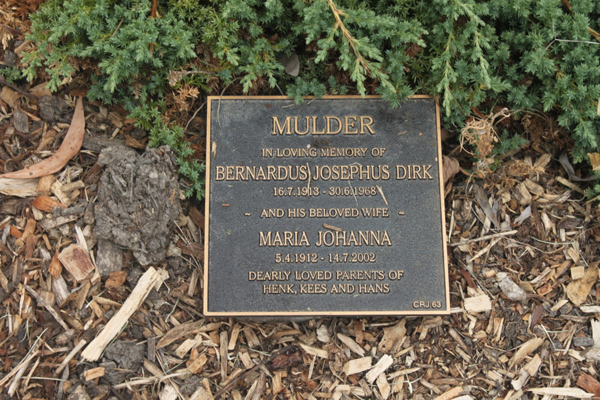 MULDER
IN LOVING MEMORY OF
BERNARDUS JOSEPHUS DIRK
16.7.1913 - 30.6.1968
~ AND HIS BELOVED WIFE ~
MARIA JOHANNA
5.4.1912 - 14.7.2002
DEARLY LOVED PARENTS OF
HENK, KEES AND HANS
CRJ.63